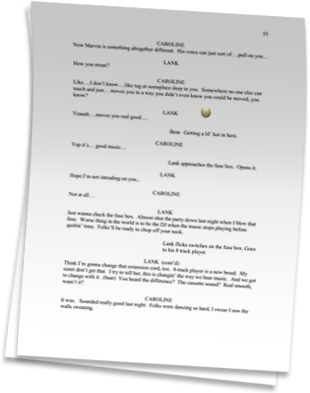 55
CAROLINE
Now Marvin is something altogether different. His voice can just sort of…pull on you…
LANK
How you mean?
CAROLINE
Like…I don't know…like tug at someplace deep in you. Somewhere no one else can
touch and just… moves you in a way you didn't even know you could be moved, you
know?
LANK
Yeaaah…moves you real good….
Beat. Getting a lil' hot in here.
CAROLINE
Yep it's…good music…
Lank approaches the fuse box. Opens it.
LANK
Hope I'm not intruding on you...
CAROLINE
Not at all…
LANK
Just wanna check the fuse box. Almost shut the party down last night when I blew that
fuse. Worse thing in the world is to be the DJ when the music stops playing before
quittin' time. Folks'll be ready to chop off your neck.
Lank flicks switches on the fuse box. Goes
to his 8 track player.
LANK (cont'd)
Think I'm gonna change that extension cord, too. 8-track player is a new breed. My
sister don't get that. I try to tell her, this is changin' the way we hear music. And we got
to change with it. (beat) You heard the difference? The cassette sound? Real smooth,
wasn't it?
CAROLINE
It was. Sounded really good last night. Folks were dancing so hard, I swear I saw the
walls sweating.